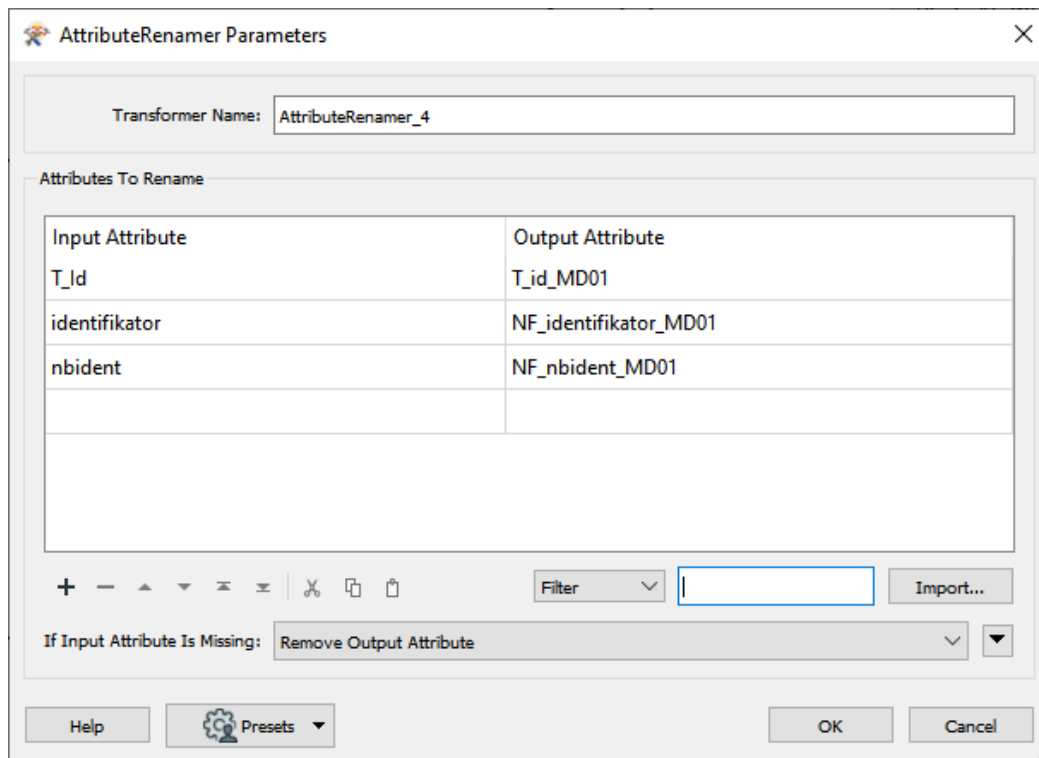 AttributeRenamer Parameters
Transformer Name: AttributeRenamer_4
Attributes To Rename
Input Attribute Output Attribute
T_Id T_id_MD01
identifikator NF_identifikator_MD01
nbident NF_nbident_MD01
Filter Import...
If Input Attribute Is Missing: Remove Output Attribute
Help Presets OK Cancel